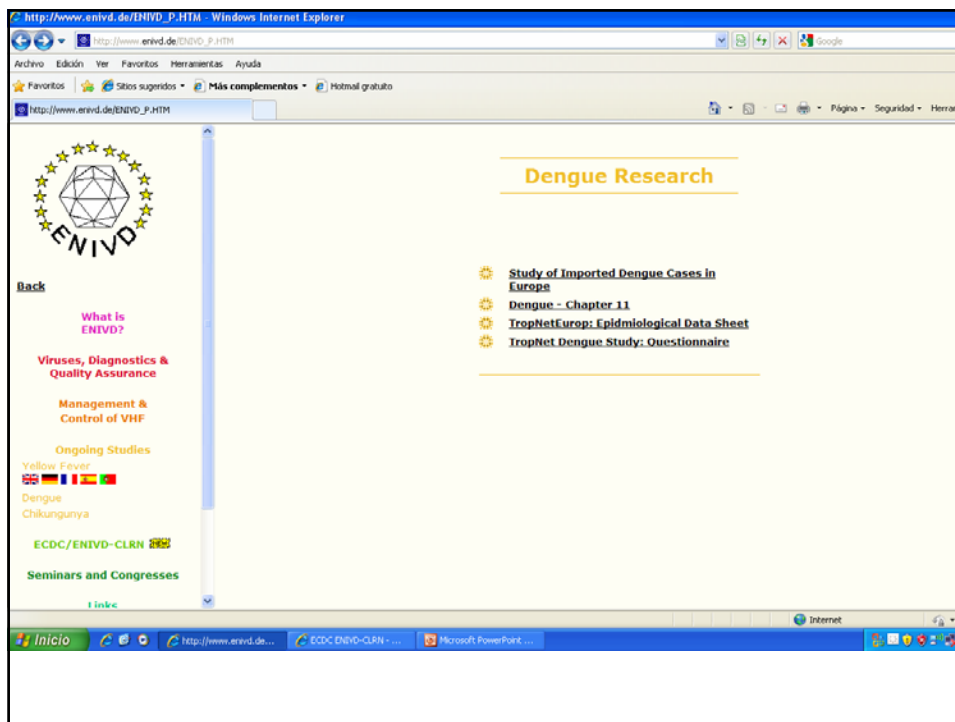 http://www.enivd.de/ENIVD_P.HTM - Windows Internet Explorer
http://www.enivd.de/ENIVD_P.HTM
Google
Archivo Edición Ver Favoritos Herramientas Ayuda
Favoritos Sitios sugeridos Más complementos Hotmail gratuito
http://www.enivd.de/ENIVD_P.HTM
Página Seguridad Herrar
ENIVD
Back
What is
ENIVD?
Viruses, Diagnostics &
Quality Assurance
Management &
Control of VHF
Ongoing Studies
Yellow Fever
Dengue
Chikungunya
ECDC/ENIVD-CLRN
Seminars and Congresses
Links
Dengue Research
Study of Imported Dengue Cases in
Europe
Dengue - Chapter 11
TropNetEurop: Epidmiological Data Sheet
TropNet Dengue Study: Questionnaire
Internet
Inicio
http://www.enivd.de...
ECDC ENIVD-CLRN - ...
Microsoft PowerPoint ...